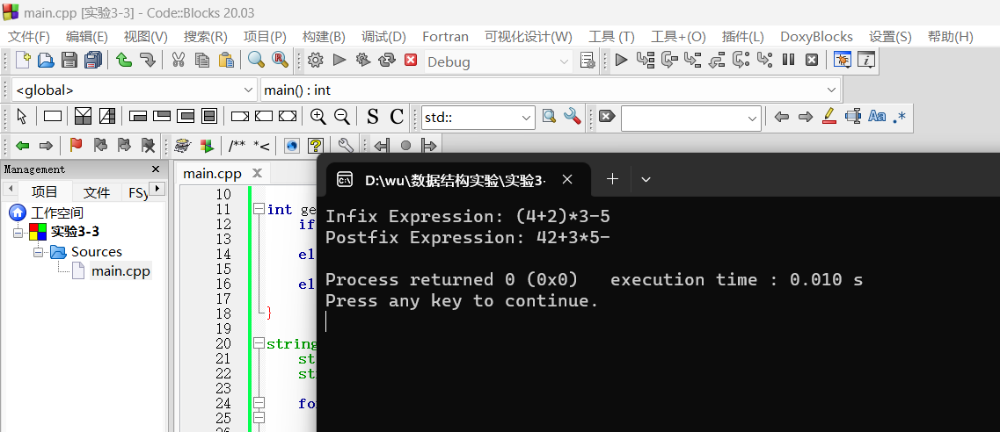 main.cpp [实验3-3] - Code::Blocks 20.03
文件(F) 编辑(E) 视图(V) 搜索(R) 项目(P) 构建(B) 调试(D) Fortran 可视化设计(W) 工具 (T) 工具+(O) 插件(L) DoxyBlocks 设置(S) 帮助(H)
Debug
<global> main() : int
S C std:: Aa .*
/** *<
Management
项目 文件 FSy
工作空间
实验3-3
Sources
main.cpp
main.cpp
10
11 int ge
12 if
13
14 el
15
16 el
17
18 }
19
20 string
21 st
22 st
23
24 fo
25
D:\wu\数据结构实验\实验3-
Infix Expression: (4+2)*3-5
Postfix Expression: 42+3*5-
Process returned 0 (0x0) execution time : 0.010 s
Press any key to continue.